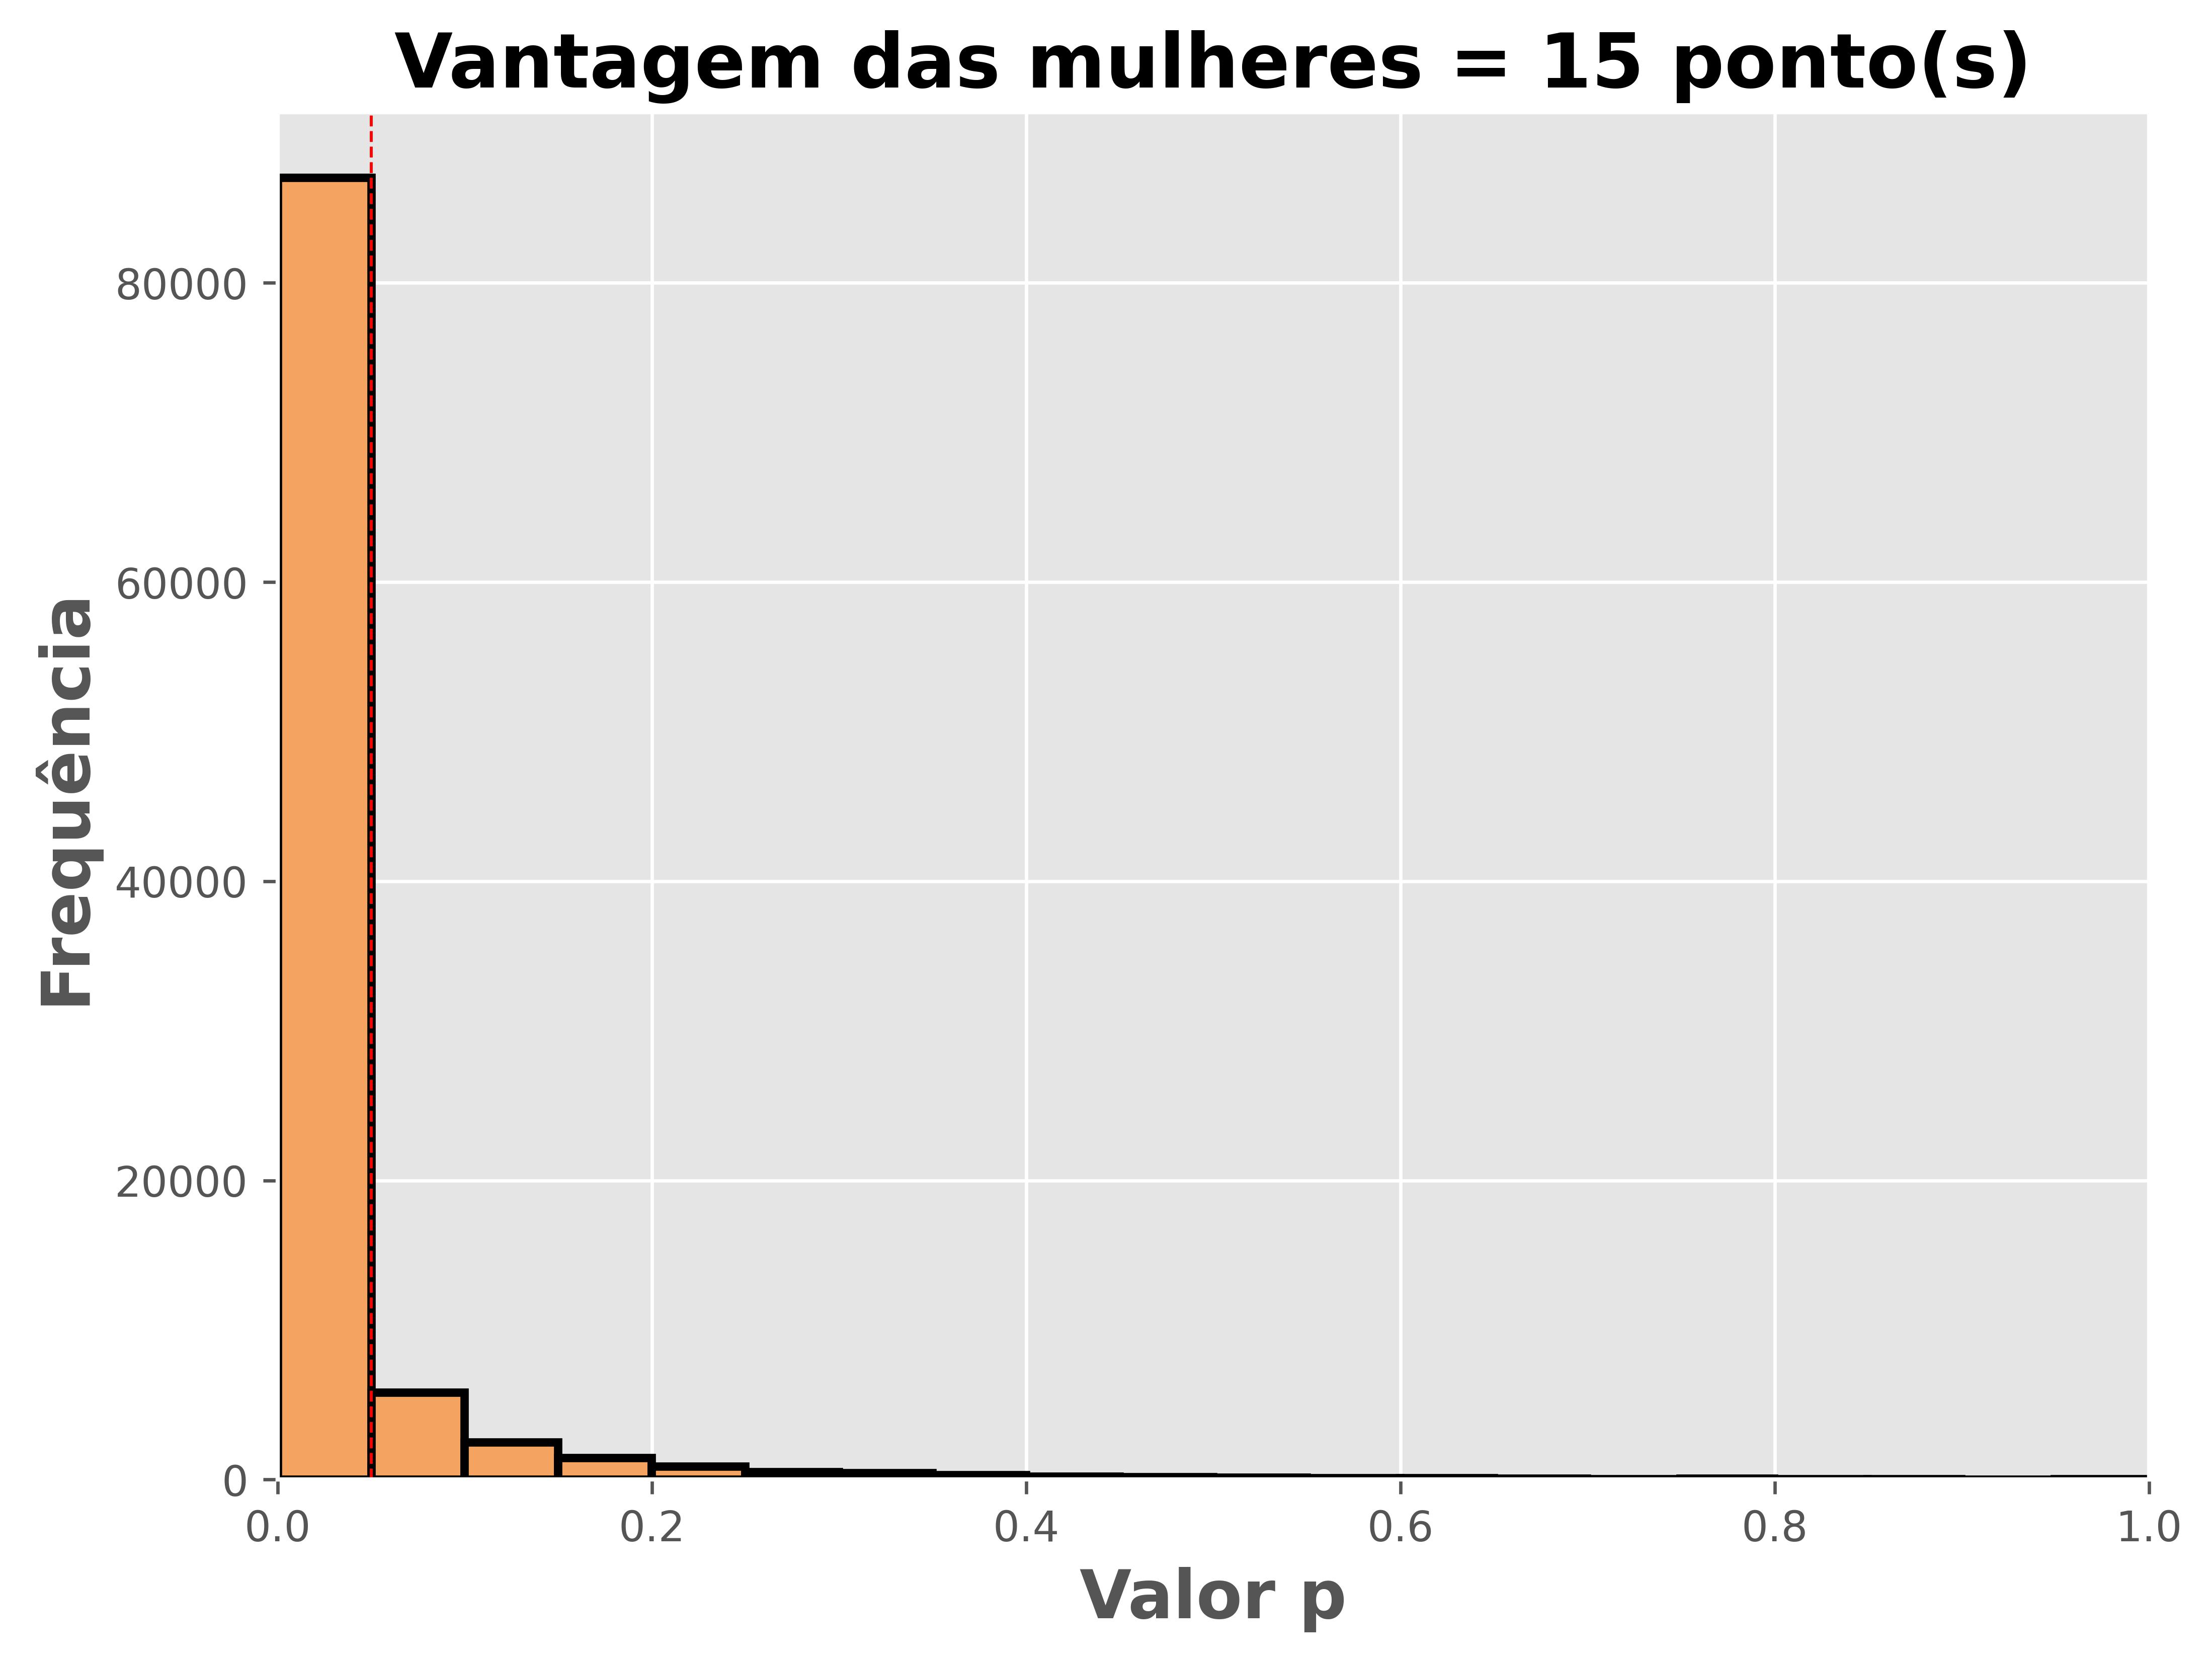 Vantagem das mulheres = 15 ponto(s)
Frequência
80000
60000
40000
20000
0
0.0 0.2 0.4 0.6 0.8 1.0
Valor p